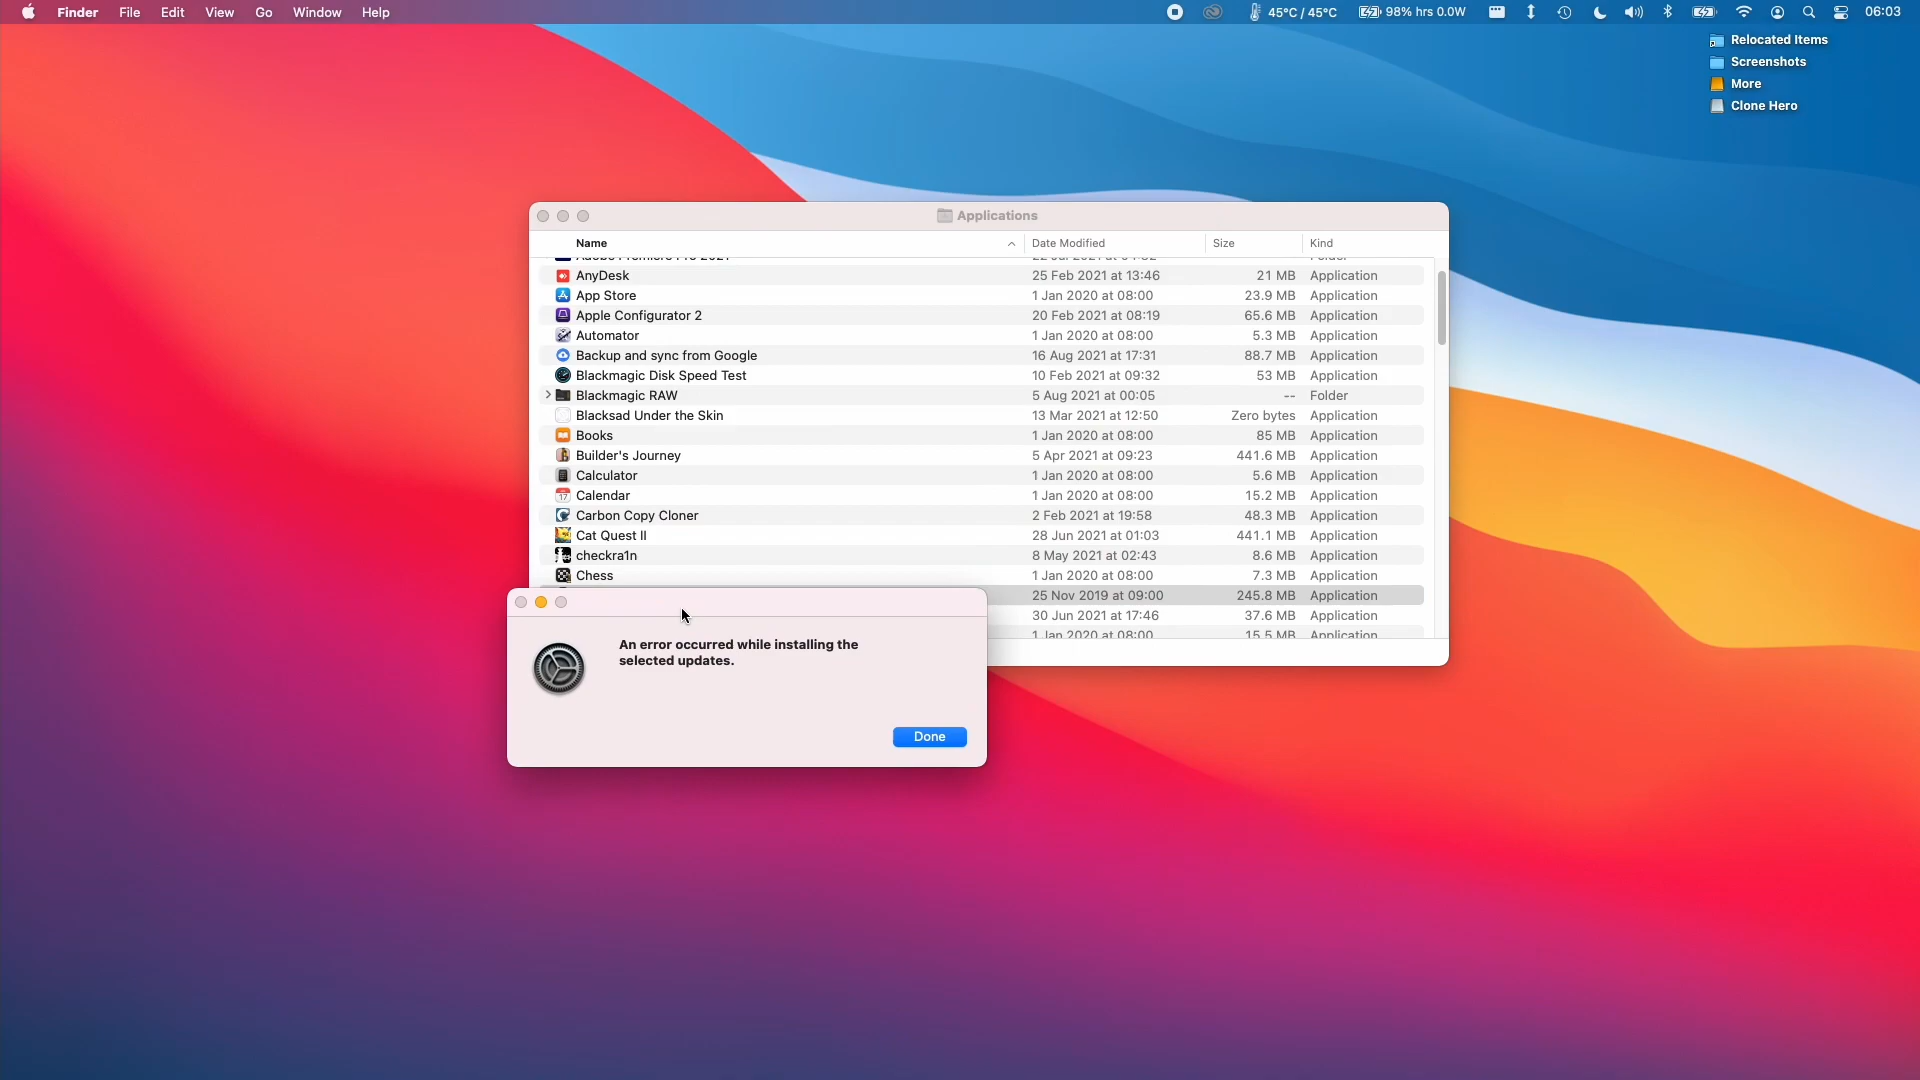 Finder File Edit View Go Window Help 45°C / 45°C 98% hrs 0.0W 06:03
Relocated Items
Screenshots
More
Clone Hero
Applications
Name Date Modified Size Kind
AnyDesk 25 Feb 2021 at 13:46 21 MB Application
App Store 1 Jan 2020 at 08:00 23.9 MB Application
Apple Configurator 2 20 Feb 2021 at 08:19 65.6 MB Application
Automator 1 Jan 2020 at 08:00 5.3 MB Application
Backup and sync from Google 16 Aug 2021 at 17:31 88.7 MB Application
Blackmagic Disk Speed Test 10 Feb 2021 at 09:32 53 MB Application
Blackmagic RAW 5 Aug 2021 at 00:05 -- Folder
Blacksad Under the Skin 13 Mar 2021 at 12:50 Zero bytes Application
Books 1 Jan 2020 at 08:00 85 MB Application
Builder's Journey 5 Apr 2021 at 09:23 441.6 MB Application
Calculator 1 Jan 2020 at 08:00 5.6 MB Application
Calendar 1 Jan 2020 at 08:00 15.2 MB Application
Carbon Copy Cloner 2 Feb 2021 at 19:58 48.3 MB Application
Cat Quest II 28 Jun 2021 at 01:03 441.1 MB Application
checkra1n 8 May 2021 at 02:43 8.6 MB Application
Chess 1 Jan 2020 at 08:00 7.3 MB Application
25 Nov 2019 at 09:00 245.8 MB Application
30 Jun 2021 at 17:46 37.6 MB Application
1 Jan 2020 at 08:00 15.5 MB Application
An error occurred while installing the
selected updates.
Done